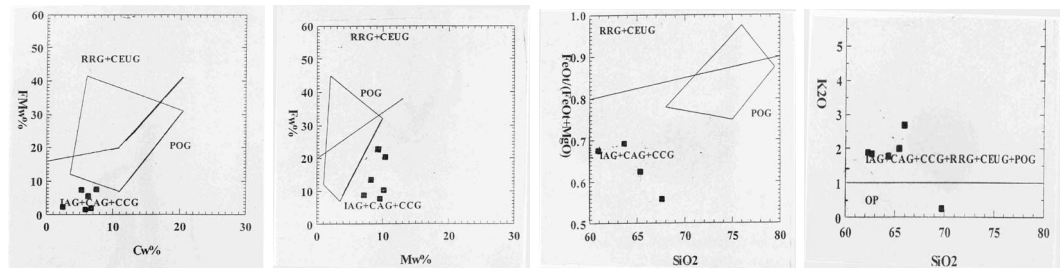 60
50
40
30
20
10
0
FMw%
RRG+CEUG
POG
IAG+CAG+CCG
0
10
20
30
Cw%
60
50
40
30
20
10
0
Fw%
RRG+CEUG
POG
IAG+CAG+CCG
0
10
20
30
Mw%
1.0
0.9
0.8
0.7
0.6
0.5
FeOt/(FeOt+MgO)
RRG+CEUG
POG
IAG+CAG+CCG
60
65
70
75
80
SiO2
5
4
3
2
1
0
K2O
IAG+CAG+CCG+RRG+CEUG+POG
OP
60
65
70
75
80
SiO2